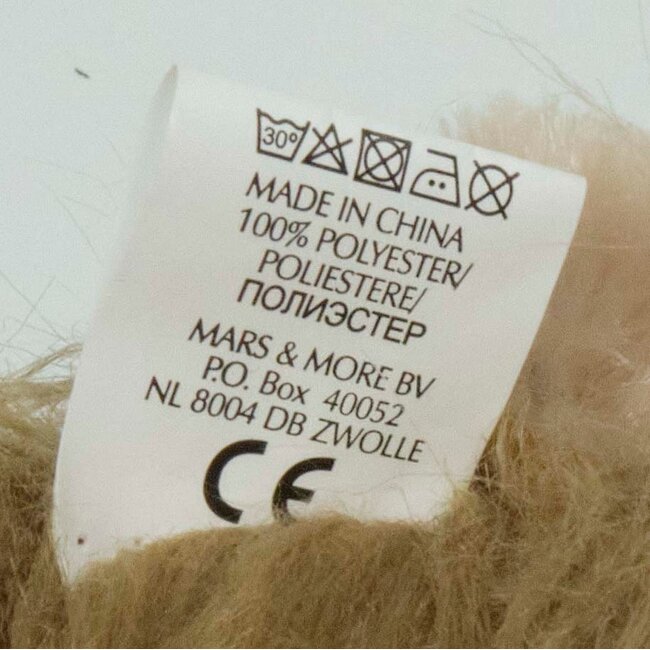 30°
MADE IN CHINA
100% POLYESTER/
POLIESTERE/
ПОЛИЭСТЕР
MARS & MORE BV
P.O. Box 40052
NL 8004 DB ZWOLLE
CE